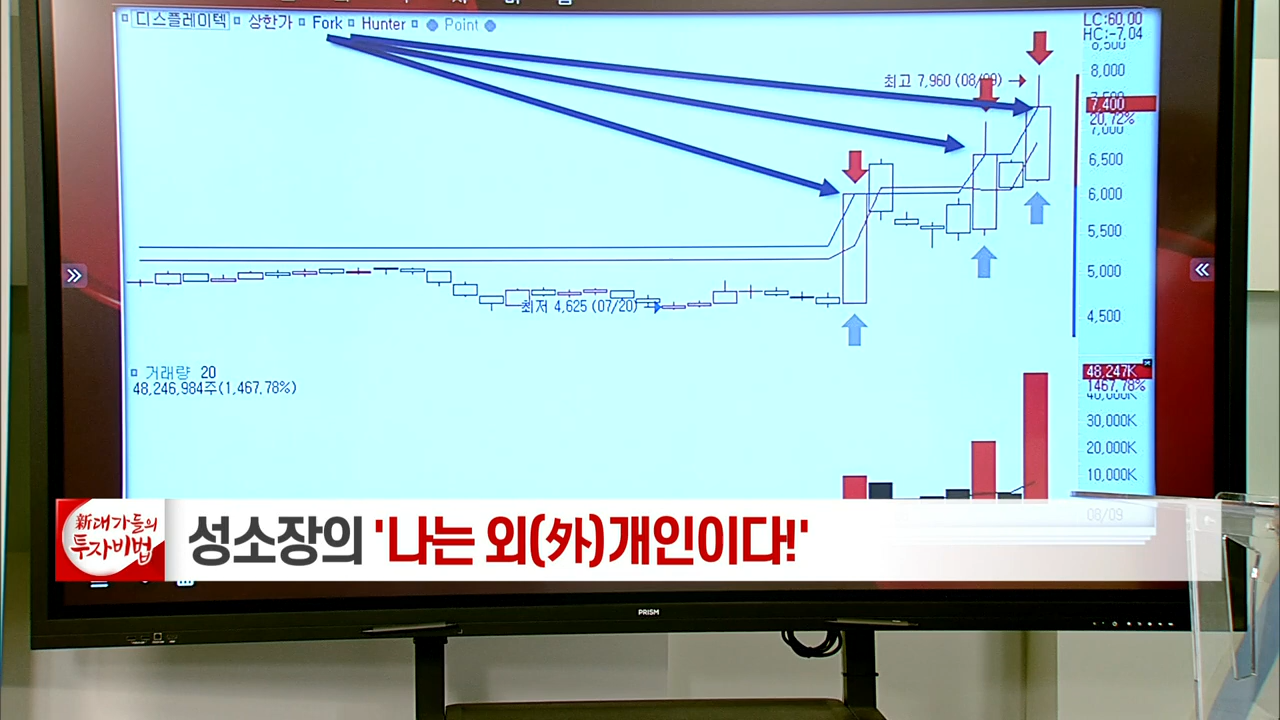 디스플레이텍 상한가 Fork Hunter Point
LC:60,00
HC:-7,04
8,500
최고 7,960 (08/09)
8,000
7,500
7,400
20,72%
7,000
6,500
6,000
5,500
5,000
최저 4,625 (07/20)
4,500
거래량 20
48,246,984주(1,467,78%)
48,247K
1467,78%
40,000K
30,000K
20,000K
10,000K
08/09
新대가들의
투자비법
성소장의 '나는 외(外)개인이다!'
PRISM